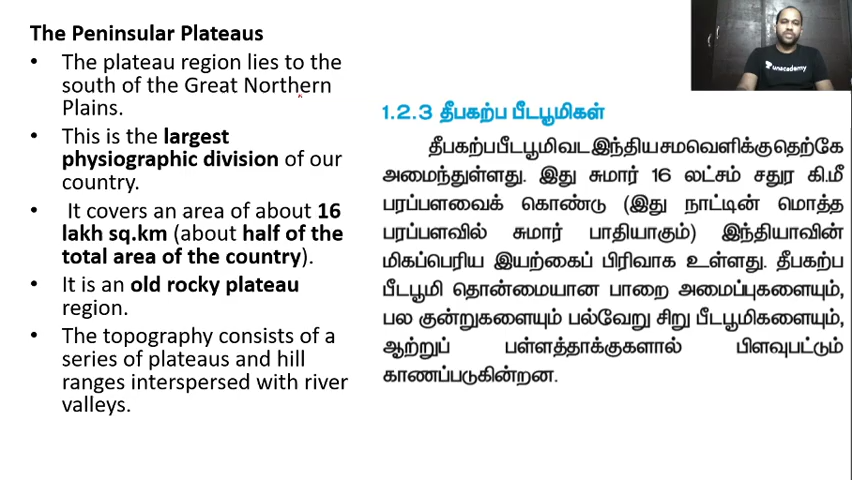 The Peninsular Plateaus
• The plateau region lies to the
south of the Great Northern
Plains.
• This is the largest
physiographic division of our
country.
• It covers an area of about 16
lakh sq.km (about half of the
total area of the country).
• It is an old rocky plateau
region.
• The topography consists of a
series of plateaus and hill
ranges interspersed with river
valleys.
1.2.3 தீபகற்ப பீடபூமிகள்
தீபகற்பபீடபூமிவடஇந்தியசமவெளிக்குதெற்கே
அமைந்துள்ளது. இது சுமார் 16 லட்சம் சதுர கி.மீ
பரப்பளவைக் கொண்டு (இது நாட்டின் மொத்த
பரப்பளவில் சுமார் பாதியாகும்) இந்தியாவின்
மிகப்பெரிய இயற்கைப் பிரிவாக உள்ளது. தீபகற்ப
பீடபூமி தொன்மையான பாறை அமைப்புகளையும்,
பல குன்றுகளையும் பல்வேறு சிறு பீடபூமிகளையும்,
ஆற்றுப் பள்ளத்தாக்குகளால் பிளவுபட்டும்
காணப்படுகின்றன.
unacademy